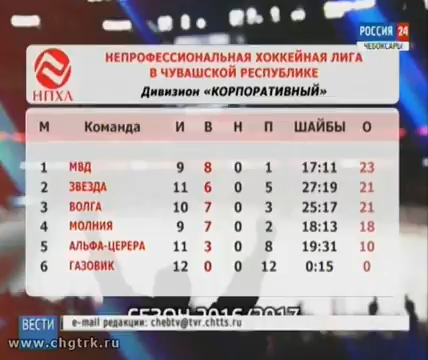 РОССИЯ 24
ЧЕБОКСАРЫ
НПХЛ
НЕПРОФЕССИОНАЛЬНАЯ ХОККЕЙНАЯ ЛИГА
В ЧУВАШСКОЙ РЕСПУБЛИКЕ
Дивизион «КОРПОРАТИВНЫЙ»
М Команда И В Н П ШАЙБЫ О
1 МВД 9 8 0 1 17:11 23
2 ЗВЕЗДА 11 6 0 5 27:19 21
3 ВОЛГА 10 7 0 3 25:17 21
4 МОЛНИЯ 9 7 0 2 18:13 18
5 АЛЬФА-ЦЕРЕРА 11 3 0 8 19:31 10
6 ГАЗОВИК 12 0 0 12 0:15 0
СЕЗОН 2016/2017
ВЕСТИ e-mail редакции: chebtv@tvr.chtts.ru
www.chgtrk.ru